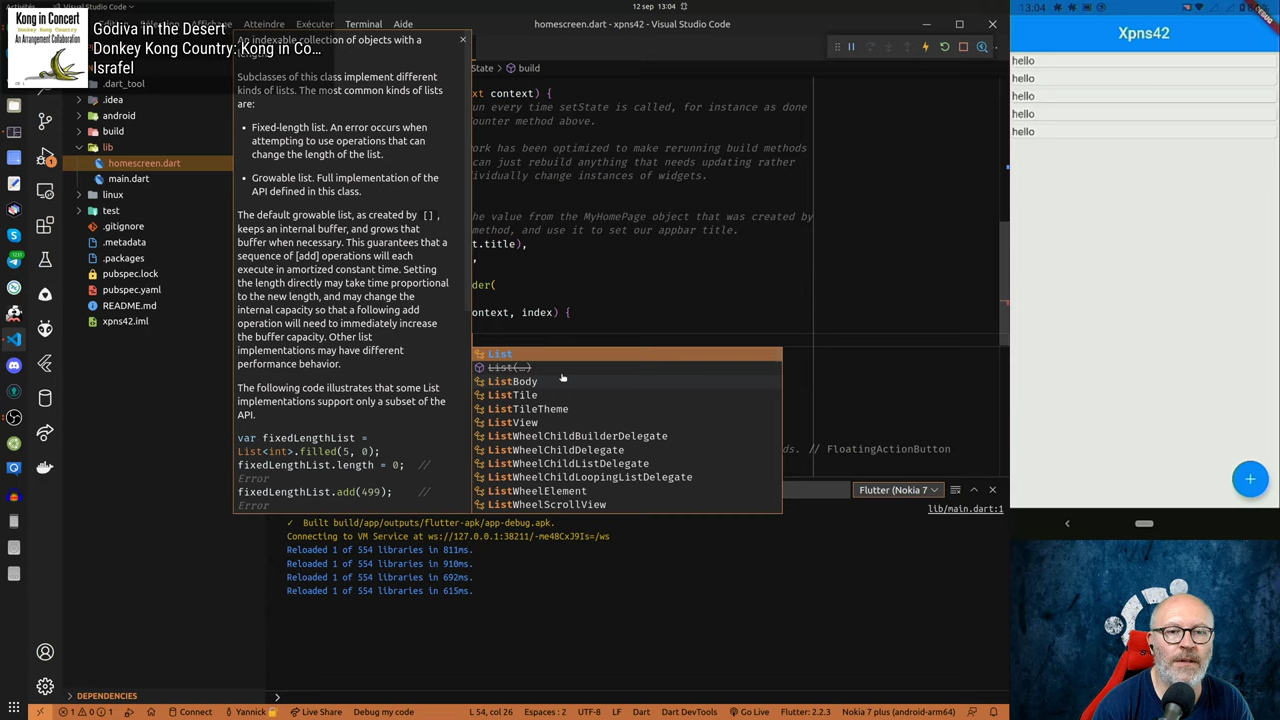 Visual Studio Code
12 sep 13:04
Kong in Concert
Donkey Kong Country
An Arrangement Collaboration
Godiva in the Desert
Donkey Kong Country: Kong in Co...
Israfel
Affichage Atteindre Exécuter Terminal Aide
homescreen.dart - xpns42 - Visual Studio Code
.dart_tool
.idea
android
build
lib
homescreen.dart
main.dart
linux
test
.gitignore
.metadata
.packages
pubspec.lock
pubspec.yaml
README.md
xpns42.iml
DEPENDENCIES
An indexable collection of objects with a
Subclasses of this class implement different
kinds of lists. The most common kinds of lists
are:
Fixed-length list. An error occurs when
attempting to use operations that can
change the length of the list.
Growable list. Full implementation of the
API defined in this class.
The default growable list, as created by [],
keeps an internal buffer, and grows that
buffer when necessary. This guarantees that a
sequence of [add] operations will each
execute in amortized constant time. Setting
the length directly may take time proportional
to the new length, and may change the
internal capacity so that a following add
operation will need to immediately increase
the buffer capacity. Other list
implementations may have different
performance behavior.
The following code illustrates that some List
implementations support only a subset of the
API.
var fixedLengthList =
List<int>.filled(5, 0);
fixedLengthList.length = 0; //
Error
fixedLengthList.add(499); //
Error
State > build
xt context) {
un every time setState is called, for instance as done
ounter method above.
ork has been optimized to make rerunning build methods
can just rebuild anything that needs updating rather
ividually change instances of widgets.
he value from the MyHomePage object that was created by
method, and use it to set our appbar title.
t.title),
,
der(
ontext, index) {
List
List(…)
ListBody
ListTile
ListTileTheme
ListView
ListWheelChildBuilderDelegate
ListWheelChildDelegate
ListWheelChildListDelegate
ListWheelChildLoopingListDelegate
ListWheelElement
ListWheelScrollView
ds. // FloatingActionButton
Flutter (Nokia 7
lib/main.dart:1
✓ Built build/app/outputs/flutter-apk/app-debug.apk.
Connecting to VM Service at ws://127.0.0.1:38211/-me48CxJ9Is=/ws
Reloaded 1 of 554 libraries in 811ms.
Reloaded 1 of 554 libraries in 910ms.
Reloaded 1 of 554 libraries in 692ms.
Reloaded 1 of 554 libraries in 615ms.
1 0 1 Connect Yannick Live Share Debug my code L 54, col 26 Espaces : 2 UTF-8 LF Dart Dart DevTools Go Live Flutter: 2.2.3 Nokia 7 plus (android-arm64)
13:04
Xpns42
hello
hello
hello
hello
hello